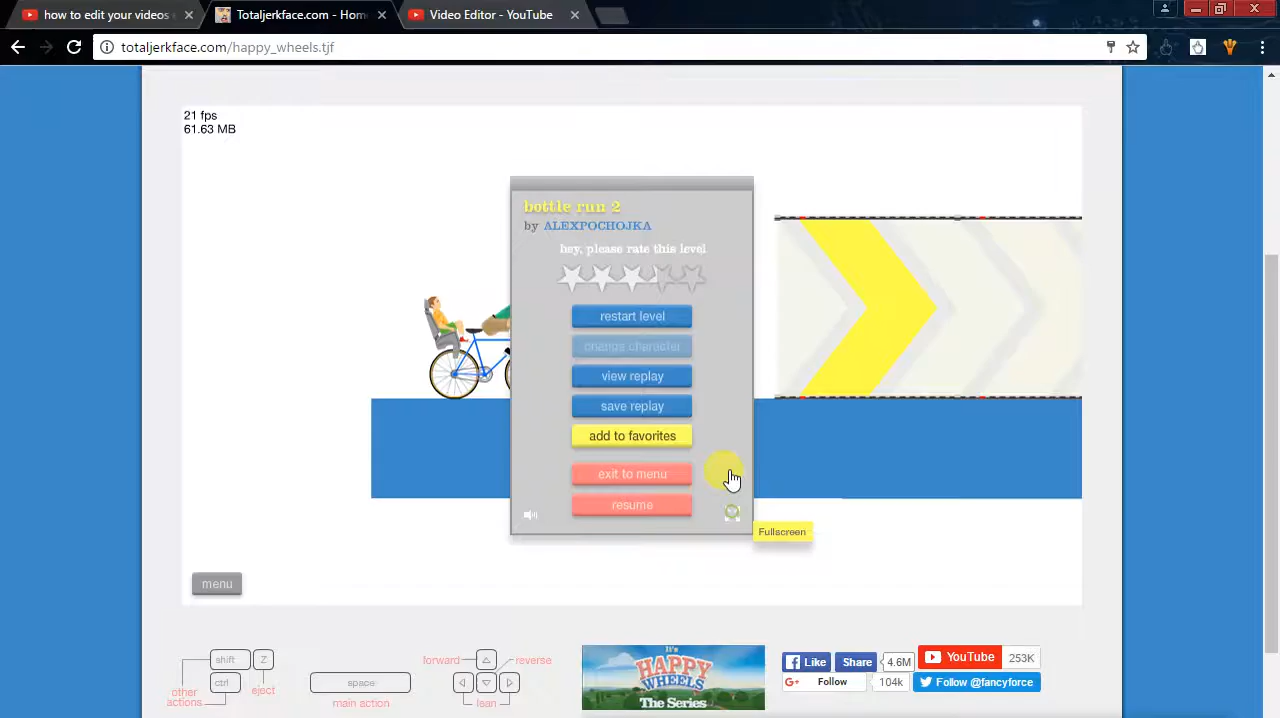 how to edit your videos
Totaljerkface.com - Hom
Video Editor - YouTube
totaljerkface.com/happy_wheels.tjf
21 fps
61.63 MB
bottle run 2
by ALEXPOCHOJKA
hey, please rate this level
restart level
change character
view replay
save replay
add to favorites
exit to menu
resume
Fullscreen
menu
shift
Z
ctrl
eject
other
actions
space
main action
forward
reverse
lean
IT'S
HAPPY
WHEELS
The Series
Like
Share
4.6M
YouTube
253K
Follow
104k
Follow @fancyforce